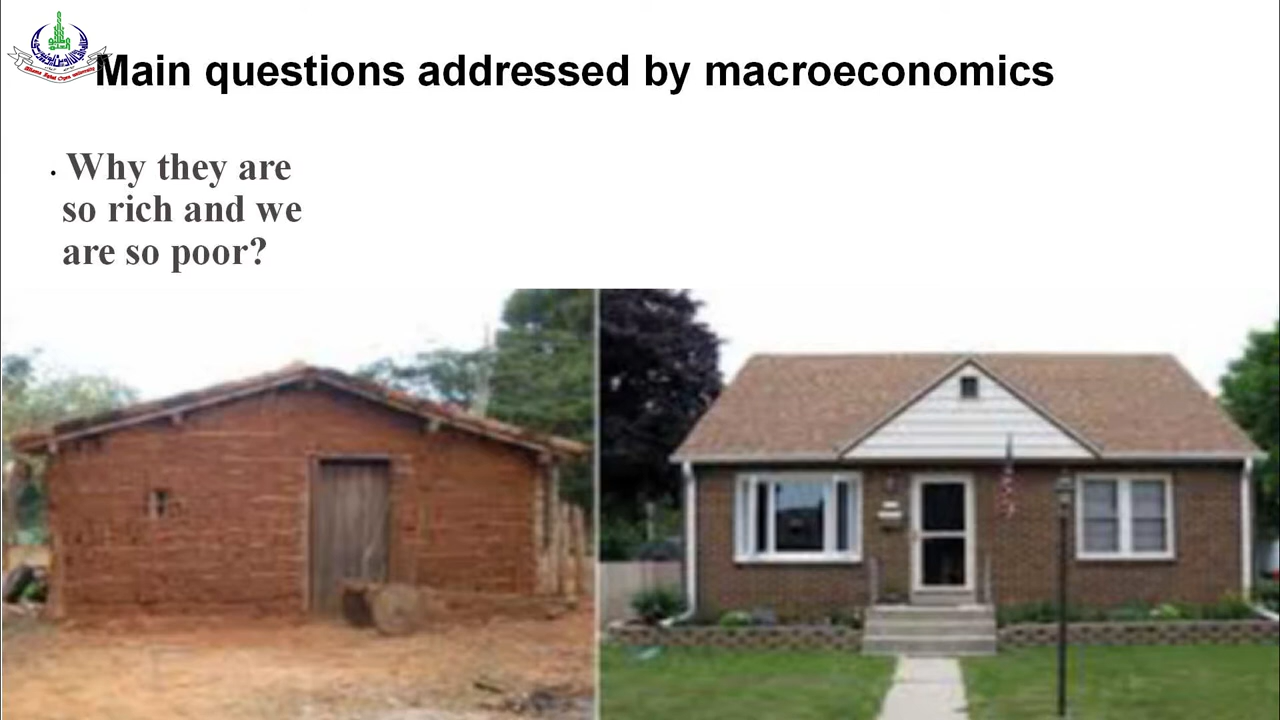 Main questions addressed by macroeconomics
· Why they are
so rich and we
are so poor?